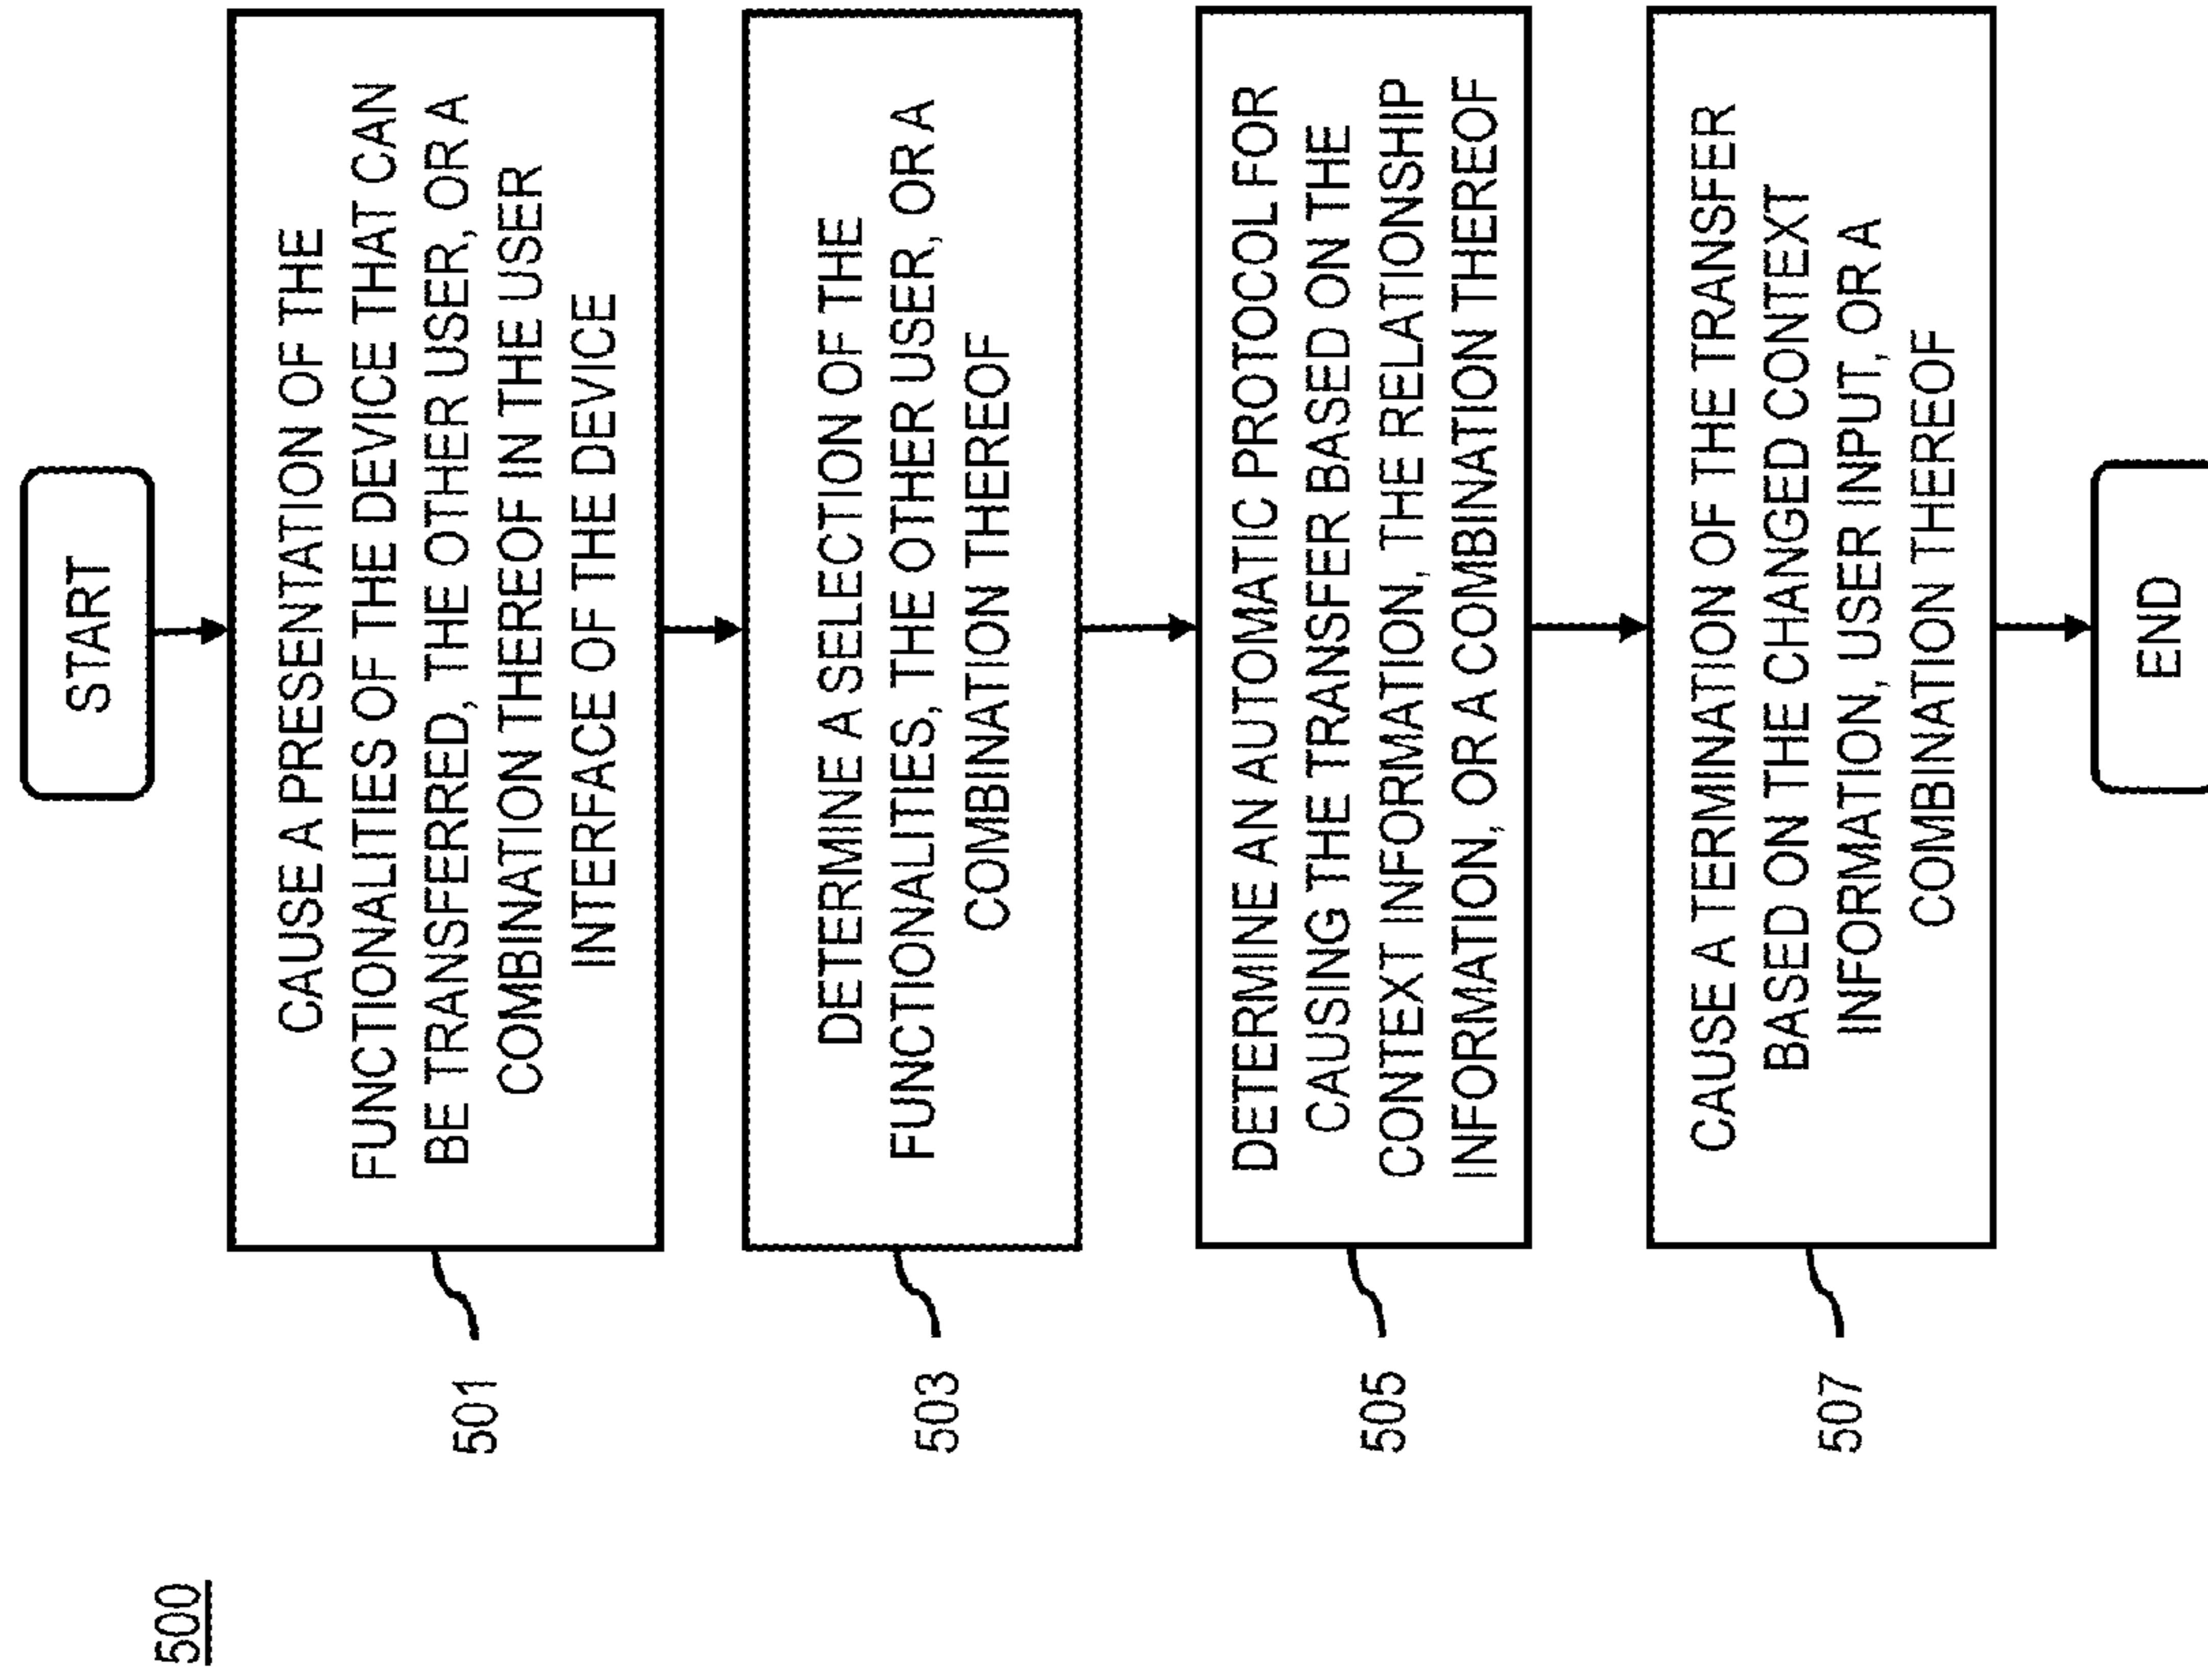 500
START
CAUSE A PRESENTATION OF THE
FUNCTIONALITIES OF THE DEVICE THAT CAN
BE TRANSFERRED, THE OTHER USER, OR A
COMBINATION THEREOF IN THE USER
INTERFACE OF THE DEVICE
501
DETERMINE A SELECTION OF THE
FUNCTIONALITIES, THE OTHER USER, OR A
COMBINATION THEREOF
503
DETERMINE AN AUTOMATIC PROTOCOL FOR
CAUSING THE TRANSFER BASED ON THE
CONTEXT INFORMATION, THE RELATIONSHIP
INFORMATION, OR A COMBINATION THEREOF
505
CAUSE A TERMINATION OF THE TRANSFER
BASED ON THE CHANGED CONTEXT
INFORMATION, USER INPUT, OR A
COMBINATION THEREOF
507
END